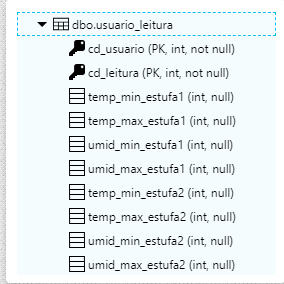 dbo.usuario_leitura
cd_usuario (PK, int, not null)
cd_leitura (PK, int, not null)
temp_min_estufa1 (int, null)
temp_max_estufa1 (int, null)
umid_min_estufa1 (int, null)
umid_max_estufa1 (int, null)
temp_min_estufa2 (int, null)
temp_max_estufa2 (int, null)
umid_min_estufa2 (int, null)
umid_max_estufa2 (int, null)